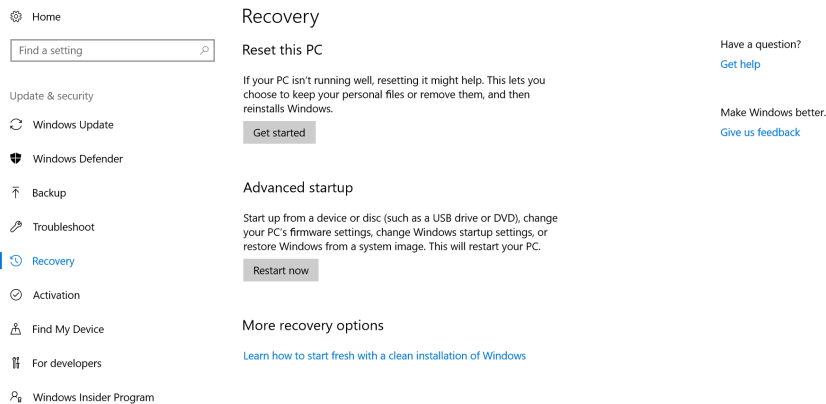 Home
Find a setting
Update & security
Windows Update
Windows Defender
Backup
Troubleshoot
Recovery
Activation
Find My Device
For developers
Windows Insider Program
Recovery
Reset this PC
If your PC isn't running well, resetting it might help. This lets you
choose to keep your personal files or remove them, and then
reinstalls Windows.
Get started
Advanced startup
Start up from a device or disc (such as a USB drive or DVD), change
your PC's firmware settings, change Windows startup settings, or
restore Windows from a system image. This will restart your PC.
Restart now
More recovery options
Learn how to start fresh with a clean installation of Windows
Have a question?
Get help
Make Windows better.
Give us feedback